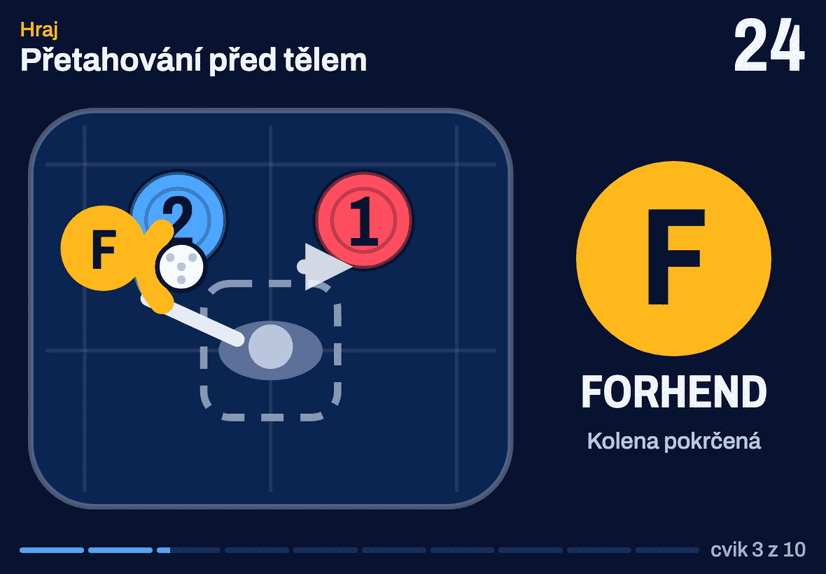 Hraj
Přetahování před tělem
24
F
2
1
F
FORHEND
Kolena pokrčená
cvik 3 z 10